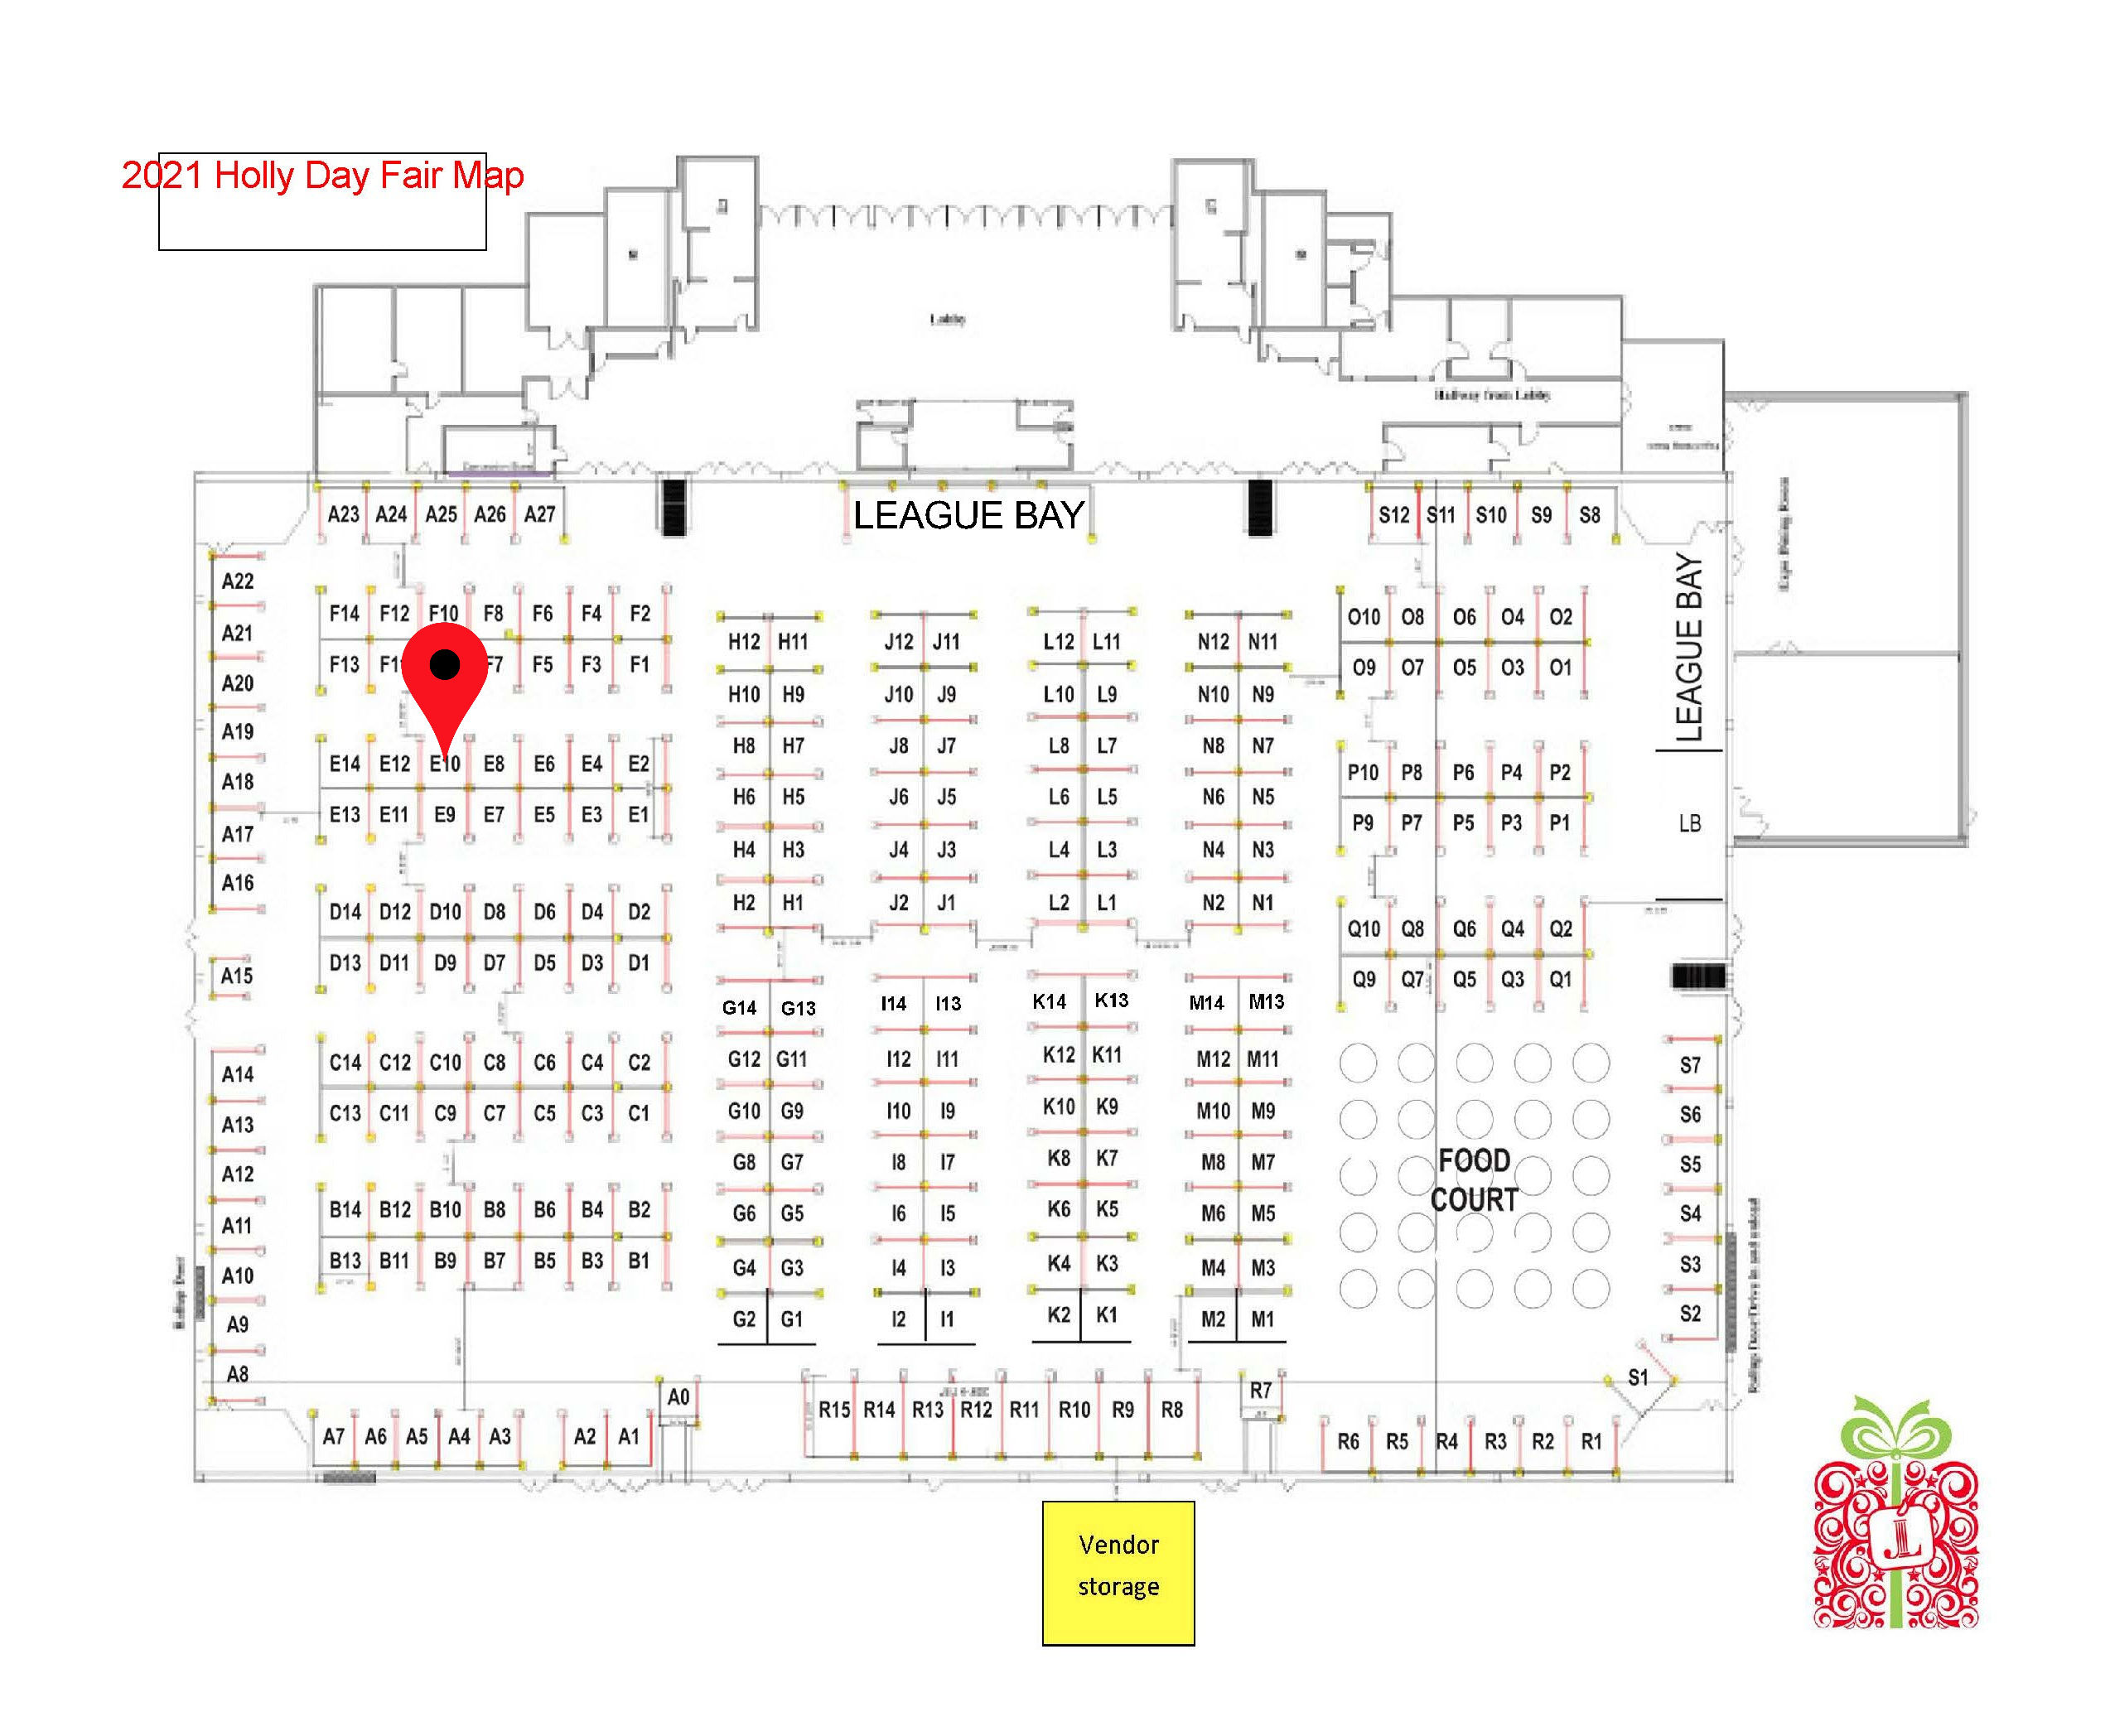 2021 Holly Day Fair Map
Lobby
Hallway from Lobby
LEAGUE BAY
A23 A24 A25 A26 A27
S12 S11 S10 S9 S8
A22
A21
A20
A19
A18
A17
A16
A15
A14
A13
A12
A11
A10
A9
A8
F14 F12 F10 F8 F6 F4 F2
F13 F7 F5 F3 F1
E14 E12 E10 E8 E6 E4 E2
E13 E11 E9 E7 E5 E3 E1
D14 D12 D10 D8 D6 D4 D2
D13 D11 D9 D7 D5 D3 D1
C14 C12 C10 C8 C6 C4 C2
C13 C11 C9 C7 C5 C3 C1
B14 B12 B10 B8 B6 B4 B2
B13 B11 B9 B7 B5 B3 B1
H12 H11
H10 H9
H8 H7
H6 H5
H4 H3
H2 H1
G14 G13
G12 G11
G10 G9
G8 G7
G6 G5
G4 G3
G2 G1
J12 J11
J10 J9
J8 J7
J6 J5
J4 J3
J2 J1
I14 I13
I12 I11
I10 I9
I8 I7
I6 I5
I4 I3
I2 I1
L12 L11
L10 L9
L8 L7
L6 L5
L4 L3
L2 L1
K14 K13
K12 K11
K10 K9
K8 K7
K6 K5
K4 K3
K2 K1
N12 N11
N10 N9
N8 N7
N6 N5
N4 N3
N2 N1
M14 M13
M12 M11
M10 M9
M8 M7
M6 M5
M4 M3
M2 M1
O10 O8 O6 O4 O2
O9 O7 O5 O3 O1
P10 P8 P6 P4 P2
P9 P7 P5 P3 P1
Q10 Q8 Q6 Q4 Q2
Q9 Q7 Q5 Q3 Q1
LEAGUE BAY
LB
FOOD
COURT
S7
S6
S5
S4
S3
S2
S1
A7 A6 A5 A4 A3 A2 A1
A0
R15 R14 R13 R12 R11 R10 R9 R8
R7
R6 R5 R4 R3 R2 R1
Vendor
storage
JL